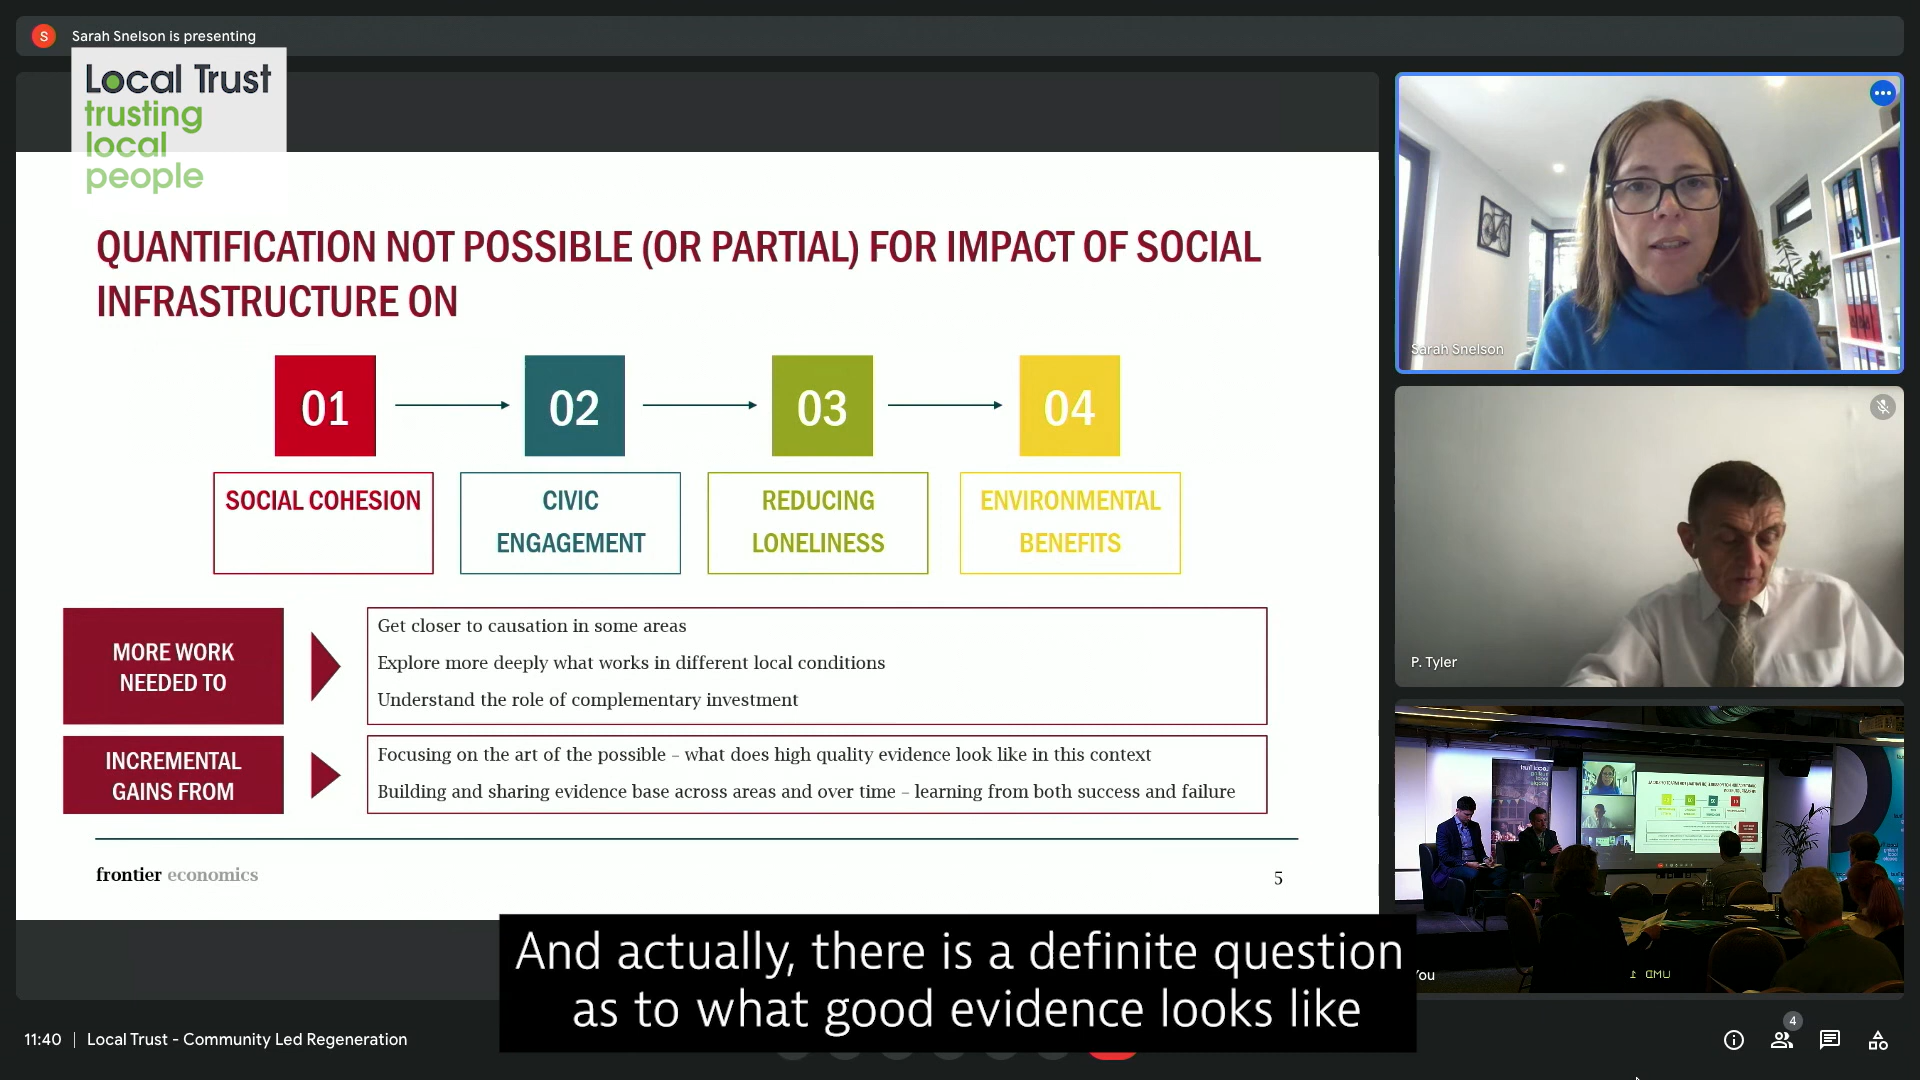 S
Sarah Snelson is presenting
Local Trust
trusting
local
people
QUANTIFICATION NOT POSSIBLE (OR PARTIAL) FOR IMPACT OF SOCIAL
INFRASTRUCTURE ON
01
02
03
04
SOCIAL COHESION
CIVIC
ENGAGEMENT
REDUCING
LONELINESS
ENVIRONMENTAL
BENEFITS
MORE WORK
NEEDED TO
Get closer to causation in some areas
Explore more deeply what works in different local conditions
Understand the role of complementary investment
INCREMENTAL
GAINS FROM
Focusing on the art of the possible – what does high quality evidence look like in this context
Building and sharing evidence base across areas and over time – learning from both success and failure
frontier economics
5
Sarah Snelson
P. Tyler
You
And actually, there is a definite question
as to what good evidence looks like
11:40 | Local Trust - Community Led Regeneration
4